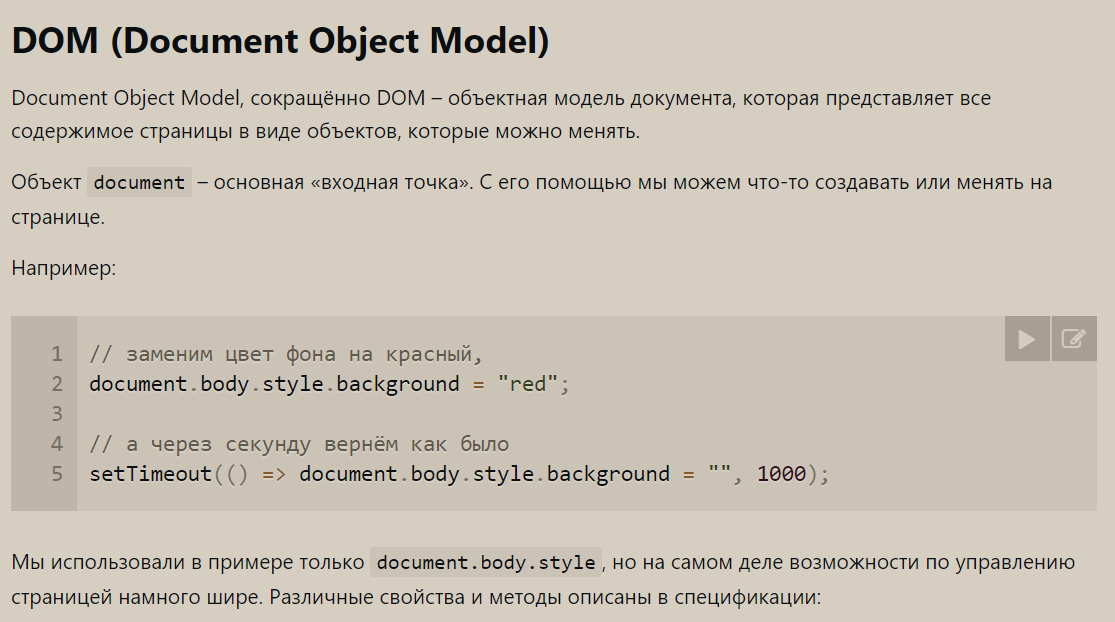 DOM (Document Object Model)
Document Object Model, сокращённо DOM – объектная модель документа, которая представляет все
содержимое страницы в виде объектов, которые можно менять.
Объект document – основная «входная точка». С его помощью мы можем что-то создавать или менять на
странице.
Например:
1 // заменим цвет фона на красный,
2 document.body.style.background = "red";
3
4 // а через секунду вернём как было
5 setTimeout(() => document.body.style.background = "", 1000);
Мы использовали в примере только document.body.style, но на самом деле возможности по управлению
страницей намного шире. Различные свойства и методы описаны в спецификации: